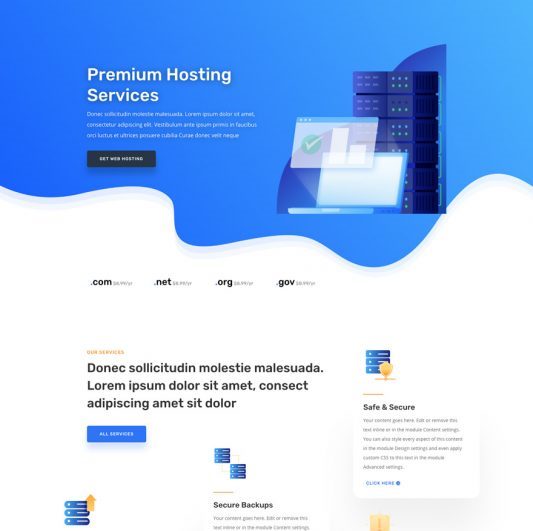 Premium Hosting
Services
Donec sollicitudin molestie malesuada. Lorem ipsum dolor sit amet,
consectetur adipiscing elit. Vestibulum ante ipsum primis in faucibus
orci luctus et ultrices posuere cubilia Curae donec velit neque
GET WEB HOSTING
.com $8.99/yr .net $8.99/yr .org $8.99/yr .gov $8.99/yr
OUR SERVICES
Donec sollicitudin molestie malesuada.
Lorem ipsum dolor sit amet, consect
adipiscing amet sit dolor
ALL SERVICES
Safe & Secure
Your content goes here. Edit or remove this
text inline or in the module Content settings.
You can also style every aspect of this content
in the module Design settings and even apply
custom CSS to this text in the module
Advanced settings.
CLICK HERE
Secure Backups
Your content goes here. Edit or remove this
text inline or in the module Content settings.